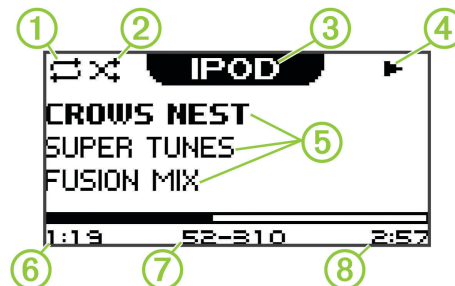 1 2 3 4
IPOD
CROWS NEST
SUPER TUNES
FUSION MIX
5
1:19 52-310 2:57
6 7 8